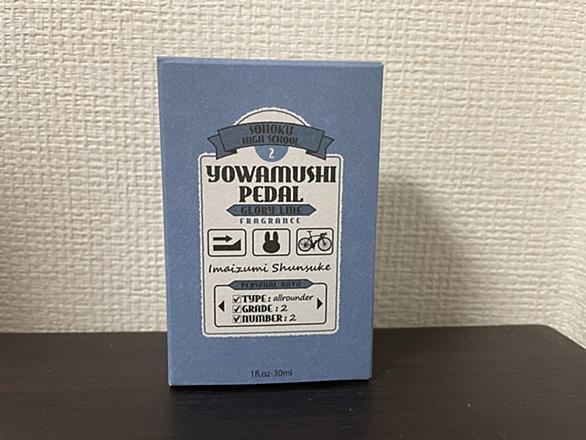 SOHOKU
HIGH SCHOOL
2
YOWAMUSHI
PEDAL
GLORY LINE
FRAGRANCE
Imaizumi Shunsuke
PERSONAL DATA
TYPE : allrounder
GRADE : 2
NUMBER : 2
1fl.oz-30ml